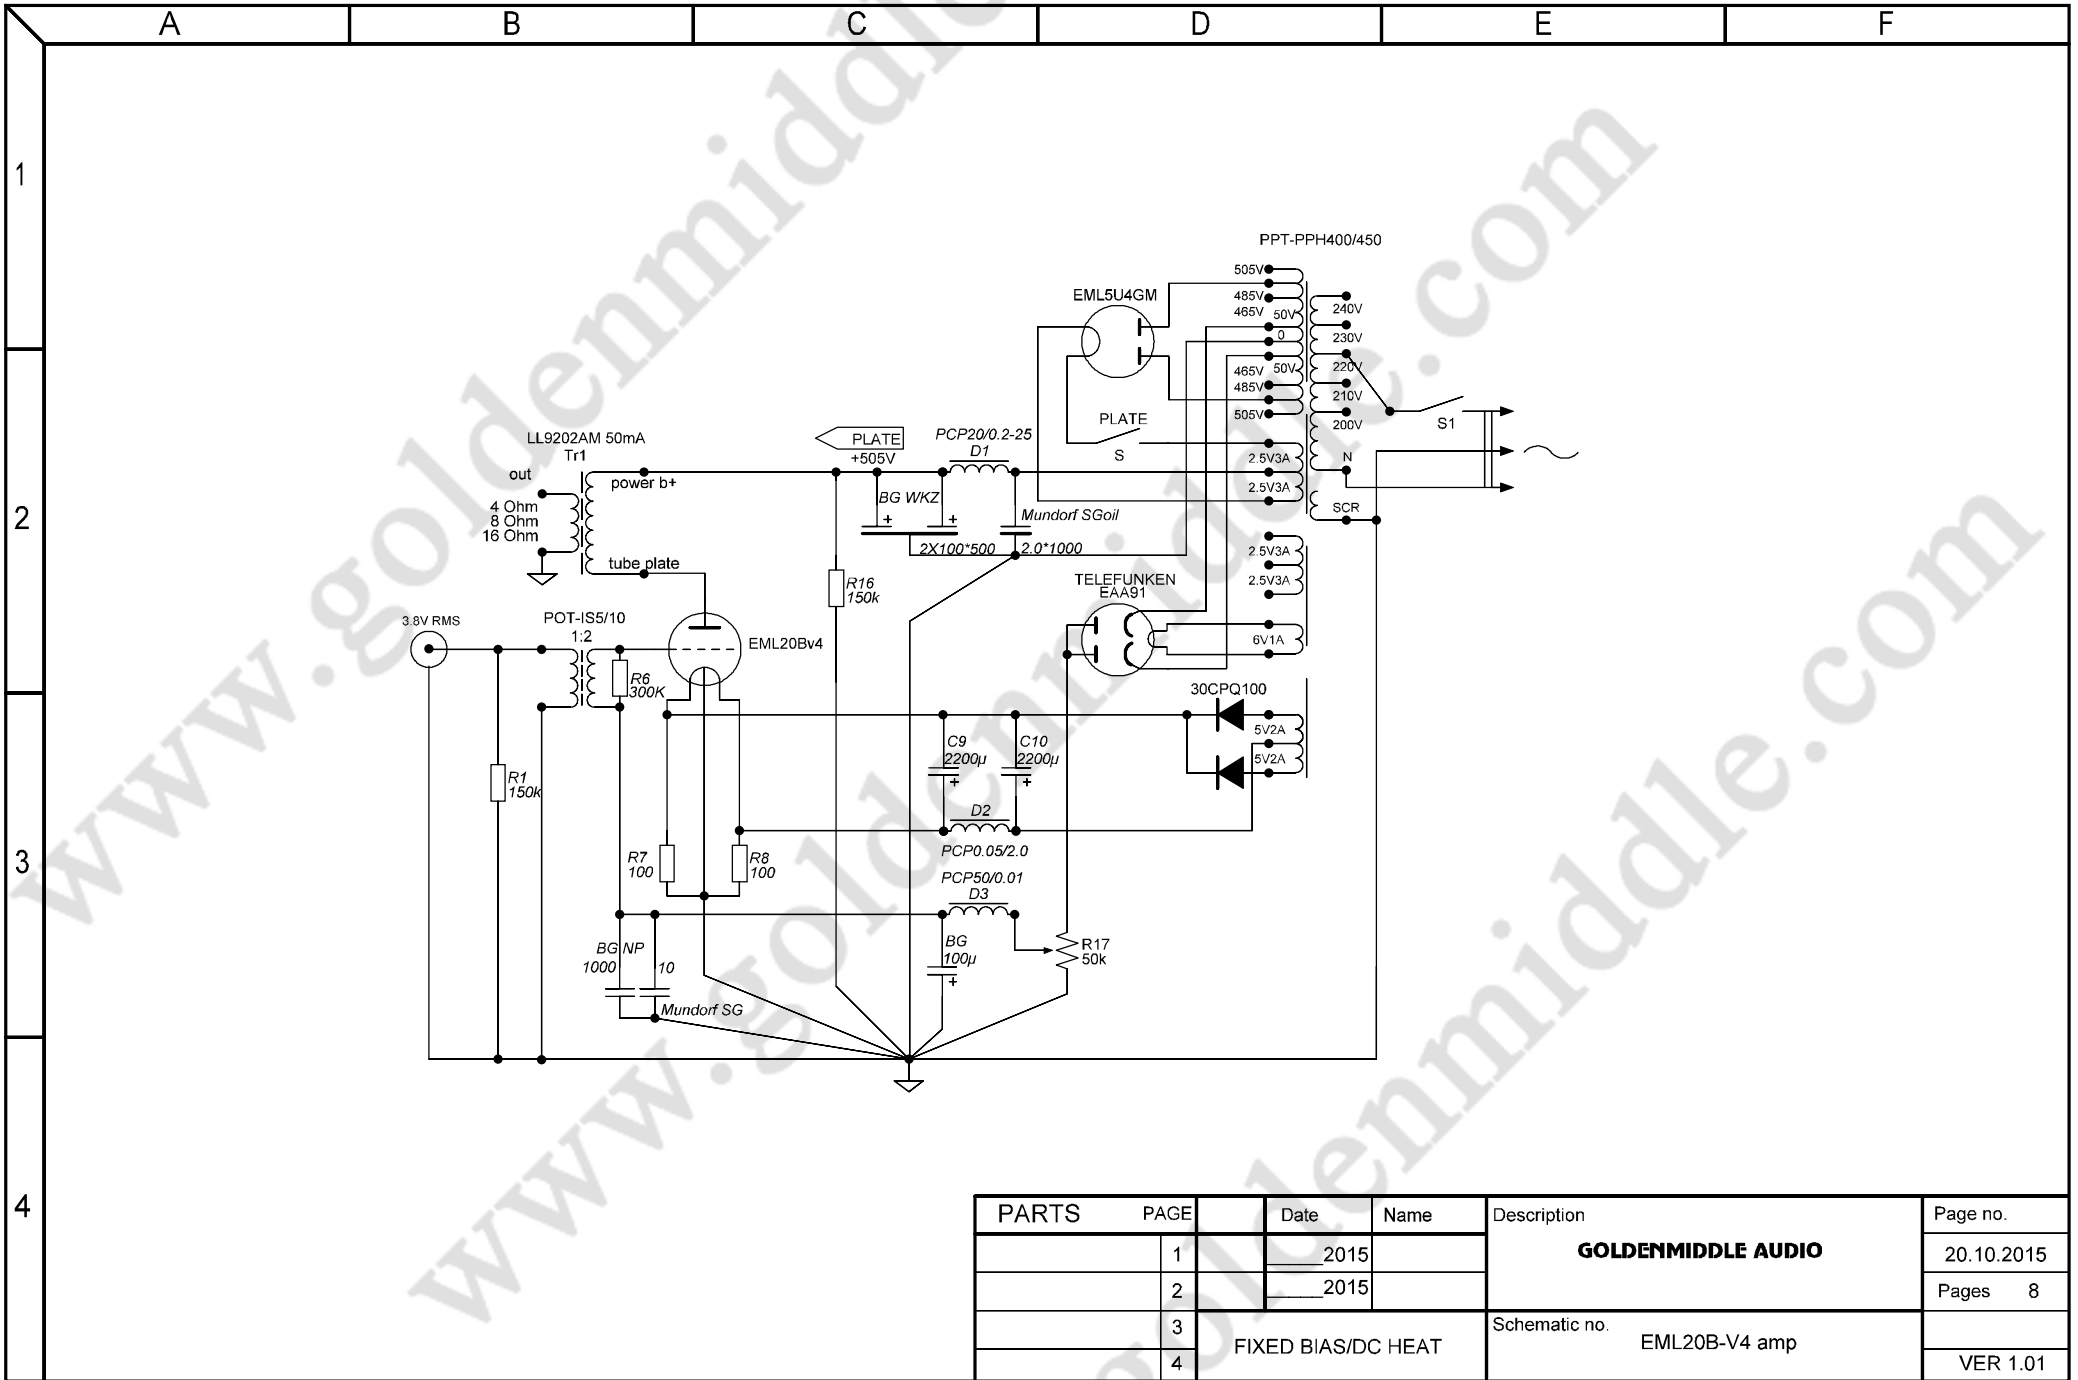 A B C D E F
1
2
3
4
PPT-PPH400/450
505V
485V
465V
50V
0
465V
50V
485V
505V
240V
230V
220V
210V
200V
N
SCR
S1
EML5U4GM
PLATE
S
2.5V3A
2.5V3A
2.5V3A
2.5V3A
6V1A
5V2A
5V2A
LL9202AM 50mA
Tr1
out
4 Ohm
8 Ohm
16 Ohm
power b+
tube plate
PLATE
+505V
PCP20/0.2-25
D1
BG WKZ
+
+
2X100*500
Mundorf SGoil
2.0*1000
R16
150k
TELEFUNKEN
EAA91
3.8V RMS
POT-IS5/10
1:2
EML20Bv4
R6
300K
30CPQ100
R1
150k
C9
2200µ
+
C10
2200µ
+
D2
PCP0.05/2.0
R7
100
R8
100
PCP50/0.01
D3
BG NP
1000
10
Mundorf SG
BG
100µ
+
R17
50k
PARTS PAGE
1
2
3
4
Date Name
_____2015
_____2015
FIXED BIAS/DC HEAT
Description
GOLDENMIDDLE AUDIO
Schematic no.
EML20B-V4 amp
Page no.
20.10.2015
Pages 8
VER 1.01
www.goldenmiddle.com
www.goldenmiddle.com
goldenmiddle